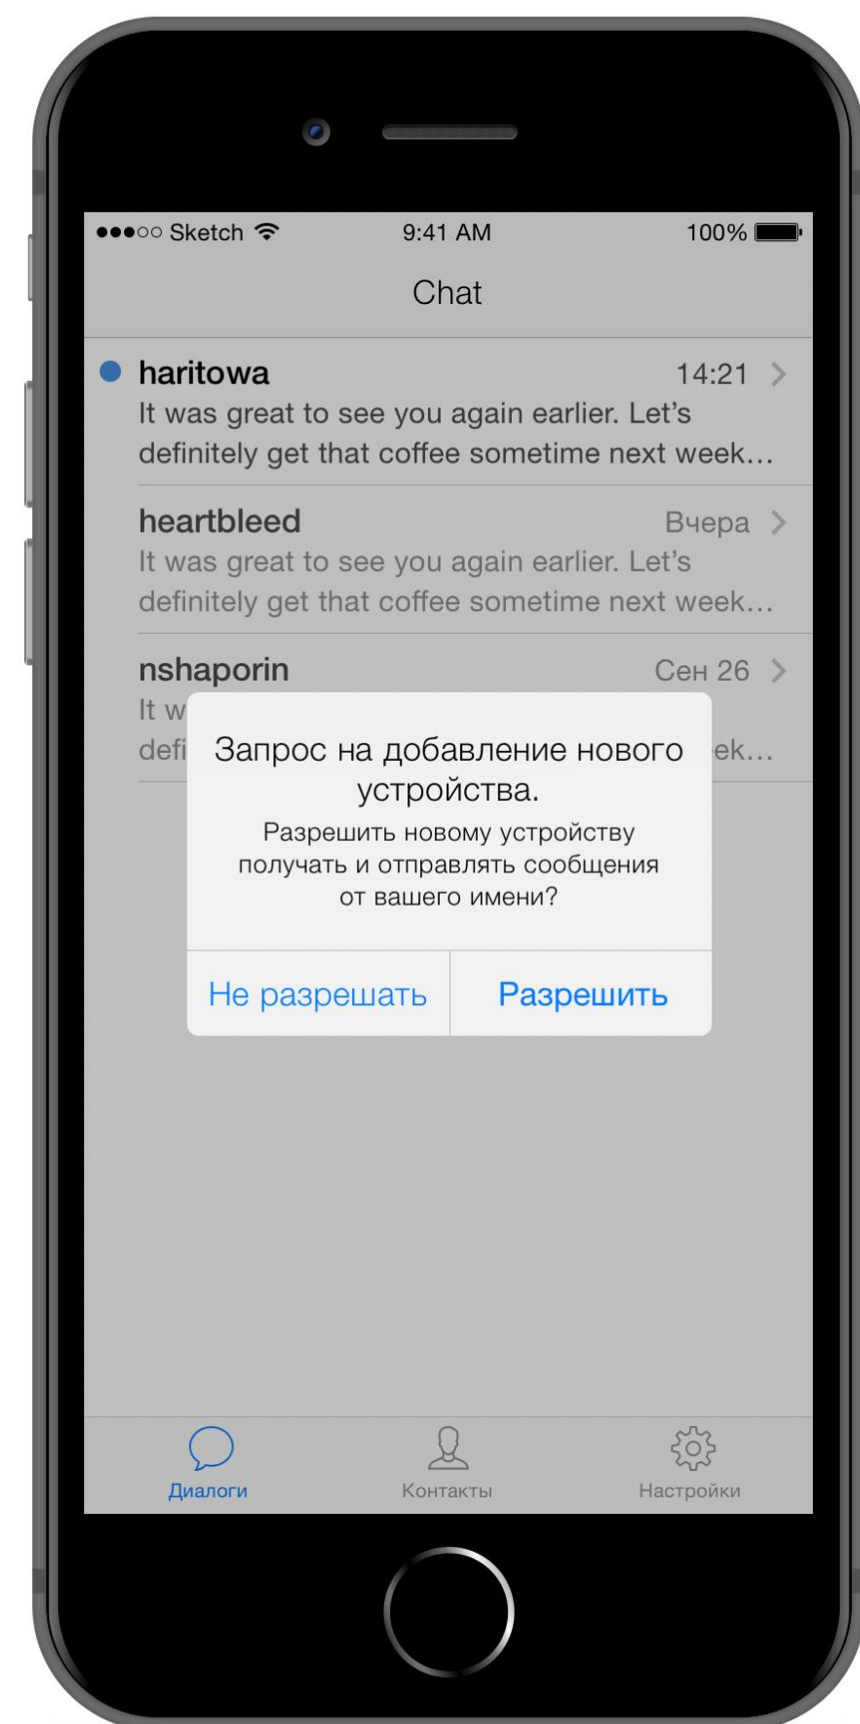 Sketch 9:41 AM 100%
Chat
haritowa 14:21
It was great to see you again earlier. Let’s
definitely get that coffee sometime next week…
heartbleed Вчера
It was great to see you again earlier. Let’s
definitely get that coffee sometime next week…
nshaporin Сен 26
It w
defi ek…
Запрос на добавление нового
устройства.
Разрешить новому устройству
получать и отправлять сообщения
от вашего имени?
Не разрешать Разрешить
Диалоги Контакты Настройки